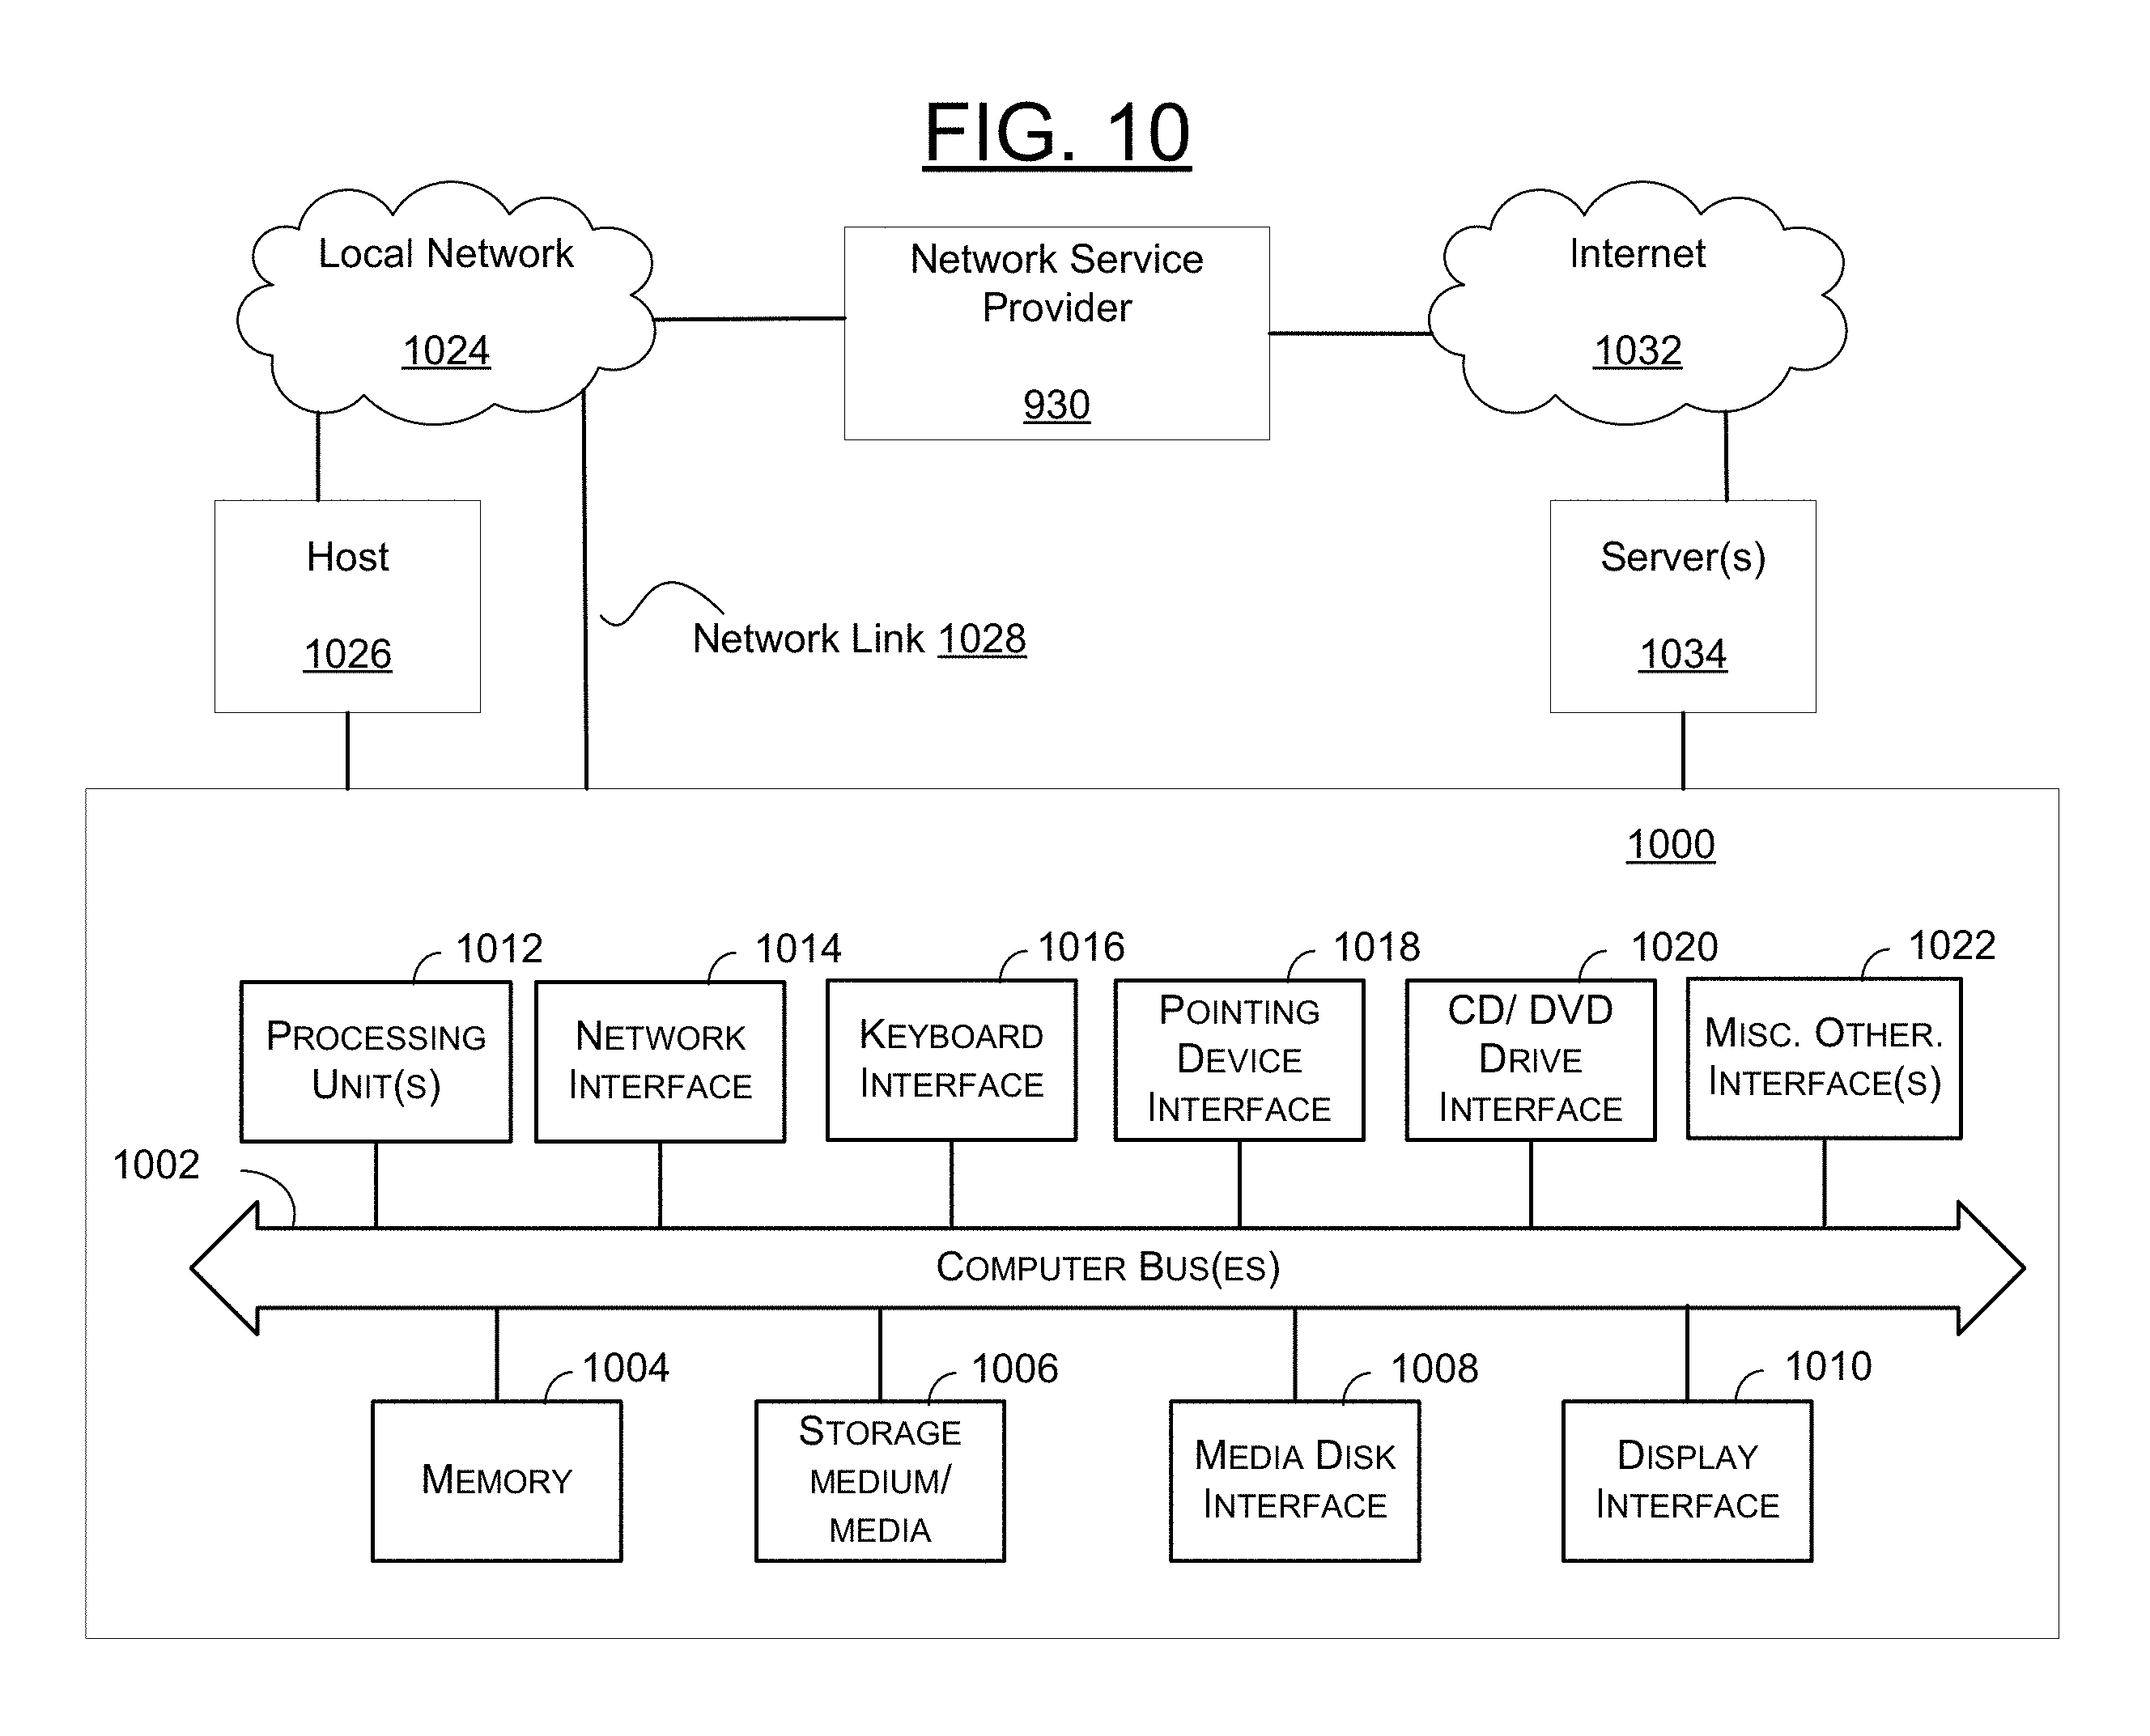 FIG. 10
Local Network
1024
Network Service
Provider
930
Internet
1032
Host
1026
Network Link 1028
Server(s)
1034
1000
1012
1014
1016
1018
1020
1022
PROCESSING
UNIT(S)
NETWORK
INTERFACE
KEYBOARD
INTERFACE
POINTING
DEVICE
INTERFACE
CD/ DVD
DRIVE
INTERFACE
MISC. OTHER.
INTERFACE(S)
1002
COMPUTER BUS(ES)
1004
1006
1008
1010
MEMORY
STORAGE
MEDIUM/
MEDIA
MEDIA DISK
INTERFACE
DISPLAY
INTERFACE